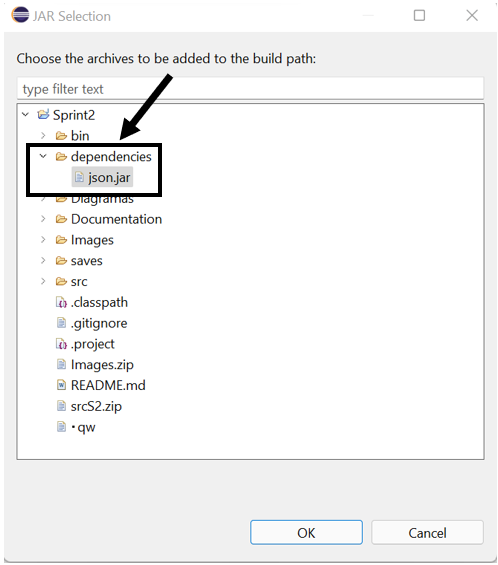 JAR Selection
Choose the archives to be added to the build path:
type filter text
Sprint2
bin
dependencies
json.jar
Diagramas
Documentation
Images
saves
src
.classpath
.gitignore
.project
Images.zip
README.md
srcS2.zip
・qw
OK
Cancel